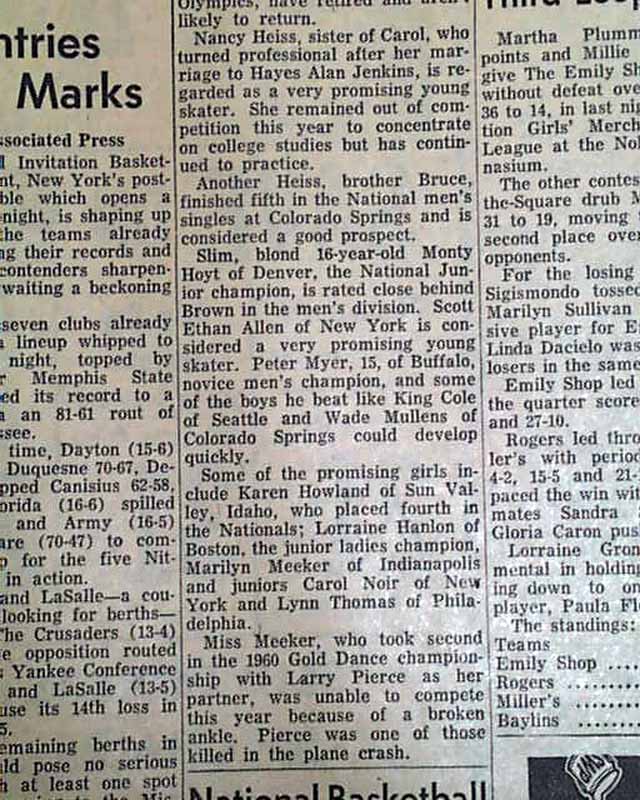 ntries
Marks
ssociated Press
Invitation Basket-
nt, New York's post-
ble which opens a
night, is shaping up
the teams already
ng their records and
contenders sharpen-
waiting a beckoning
seven clubs already
lineup whipped to
night, topped by
r Memphis State
ed its record to a
an 81-61 rout of
ssee.
time, Dayton (15-6)
Duquesne 70-67, De-
pped Canisius 62-58,
orida (16-6) spilled
and Army (16-5)
are (70-47) to com-
p for the five Nit-
in action.
and LaSalle—a cou-
looking for berths—
The Crusaders (13-4)
e opposition routed
Yankee Conference
and LaSalle (13-5)
use its 14th loss in
5.
emaining berths in
ld pose no serious
h at least one spot
Olympics, have retired and aren't
likely to return.
Nancy Heiss, sister of Carol, who
turned professional after her mar-
riage to Hayes Alan Jenkins, is re-
garded as a very promising young
skater. She remained out of com-
petition this year to concentrate
on college studies but has contin-
ued to practice.
Another Heiss, brother Bruce,
finished fifth in the National men's
singles at Colorado Springs and is
considered a good prospect.
Slim, blond 16-year-old Monty
Hoyt of Denver, the National Jun-
ior champion, is rated close behind
Brown in the men's division. Scott
Ethan Allen of New York is con-
sidered a very promising young
skater. Peter Myer, 15, of Buffalo,
novice men's champion, and some
of the boys he beat like King Cole
of Seattle and Wade Mullens of
Colorado Springs could develop
quickly.
Some of the promising girls in-
clude Karen Howland of Sun Val-
ley, Idaho, who placed fourth in
the Nationals; Lorraine Hanlon of
Boston, the junior ladies champion,
Marilyn Meeker of Indianapolis
and juniors Carol Noir of New
York and Lynn Thomas of Phila-
delphia.
Miss Meeker, who took second
in the 1960 Gold Dance champion-
ship with Larry Pierce as her
partner, was unable to compete
this year because of a broken
ankle. Pierce was one of those
killed in the plane crash.
National Basketball
Martha Plumm
points and Millie
give The Emily Sh
without defeat ove
36 to 14, in last ni
tion Girls' Merch
League at the No
nasium.
The other contes
the-Square drub M
31 to 19, moving
second place over
opponents.
For the losing
Sigismondo tossed
Marilyn Sullivan
sive player for E
Linda Dacielo was
losers in the same
Emily Shop led
the quarter score
and 27-10.
Rogers led thro
ler's with period
4-2, 15-5 and 21-
paced the win wi
mates Sandra
Gloria Caron pus
Lorraine Gron
mental in holding
ing down to on
player, Paula Fl
The standings:
Teams
Emily Shop ....
Rogers ........
Miller's ......
Baylins .......